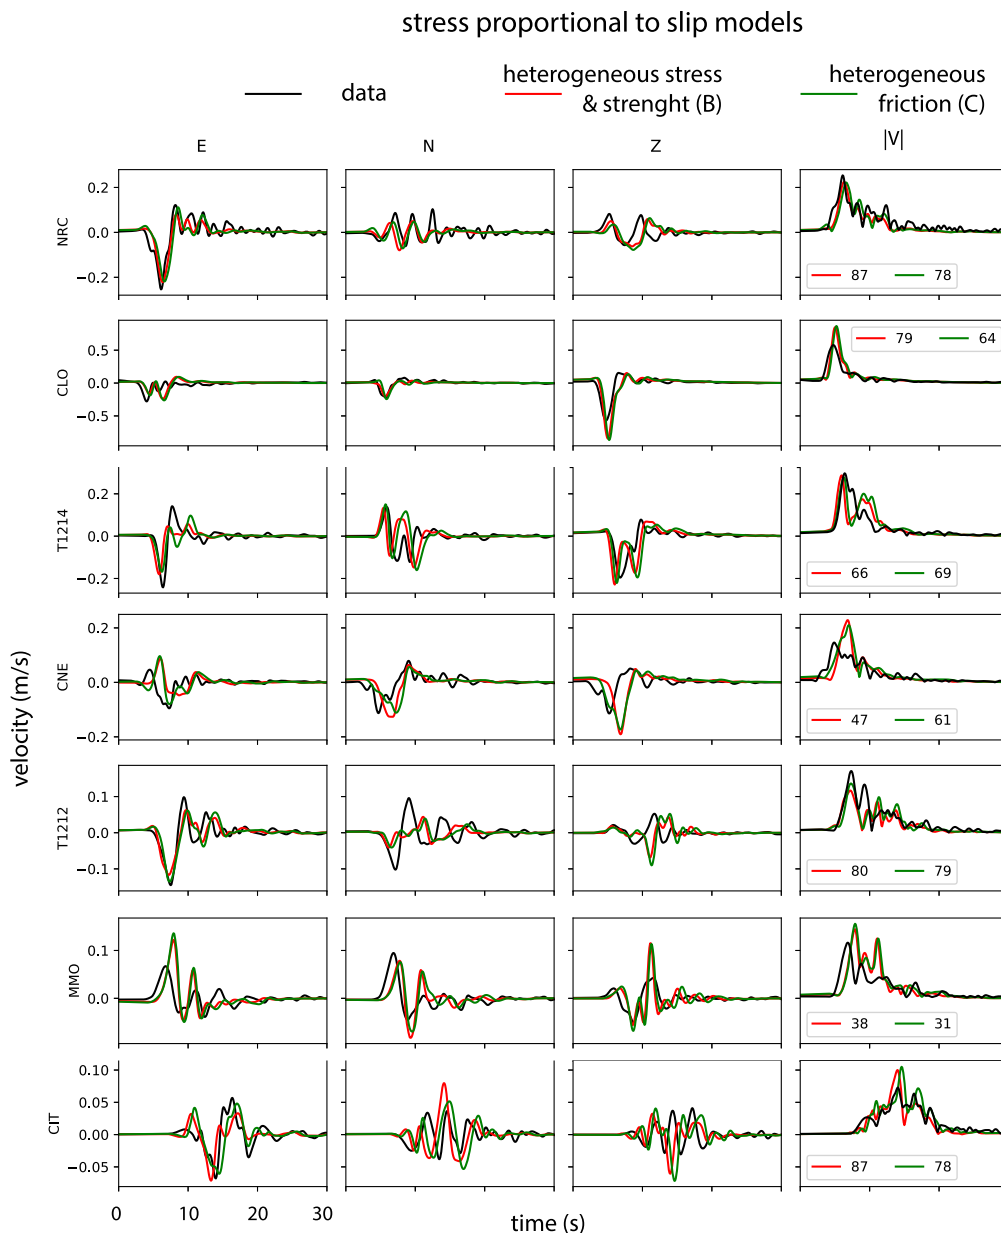 stress proportional to slip models
data
heterogeneous stress
& strenght (B)
heterogeneous
friction (C)
E N Z |V|
NRC
0.2
0.0
−0.2
87 78
CLO
0.5
0.0
−0.5
79 64
T1214
0.2
0.0
−0.2
66 69
CNE
0.2
0.0
−0.2
47 61
T1212
0.1
0.0
−0.1
80 79
MMO
0.1
0.0
38 31
CIT
0.10
0.05
0.00
−0.05
87 78
0 10 20 30
velocity (m/s)
time (s)